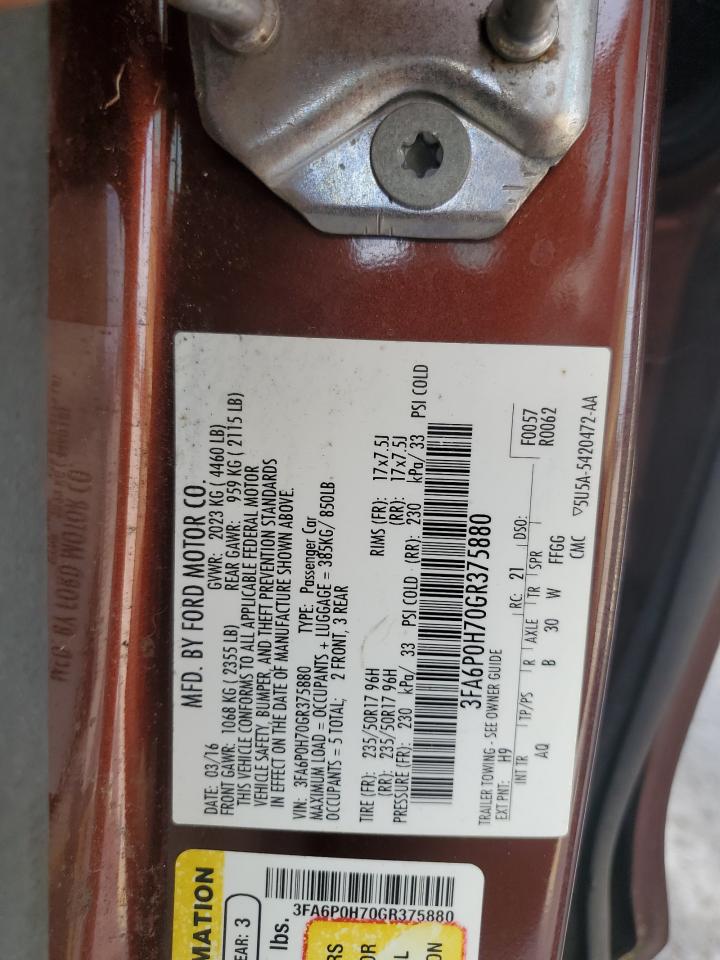 MFD. BY FORD MOTOR CO.
DATE: 03/16 GVWR: 2023 KG ( 4460 LB)
FRONT GAWR: 1068 KG ( 2355 LB) REAR GAWR: 959 KG ( 2115 LB)
THIS VEHICLE CONFORMS TO ALL APPLICABLE FEDERAL MOTOR
VEHICLE SAFETY, BUMPER, AND THEFT PREVENTION STANDARDS
IN EFFECT ON THE DATE OF MANUFACTURE SHOWN ABOVE.
VIN: 3FA6P0H70GR375880 TYPE: Passenger Car
MAXIMUM LOAD = OCCUPANTS + LUGGAGE = 385KG/ 850LB.
OCCUPANTS = 5 TOTAL: 2 FRONT, 3 REAR
TIRE (FR): 235/50R17 96H RIMS (FR): 17x7.5J
(RR): 235/50R17 96H (RR): 17x7.5J
PRESSURE (FR): 230 kPa/ 33 PSI COLD (RR): 230 kPa/ 33 PSI COLD
3FA6P0H70GR375880
TRAILER TOWING - SEE OWNER GUIDE
EXT PNT: H9 RC: 21 DSO: F0057
R0062
INT TR TP/PS R AXLE TR SPR
AQ B 30 W FFGG
CMC ▽5U5A-5420472-AA
MATION
EAR: 3
lbs.
3FA6P0H70GR375880
RS
OR
L
ON